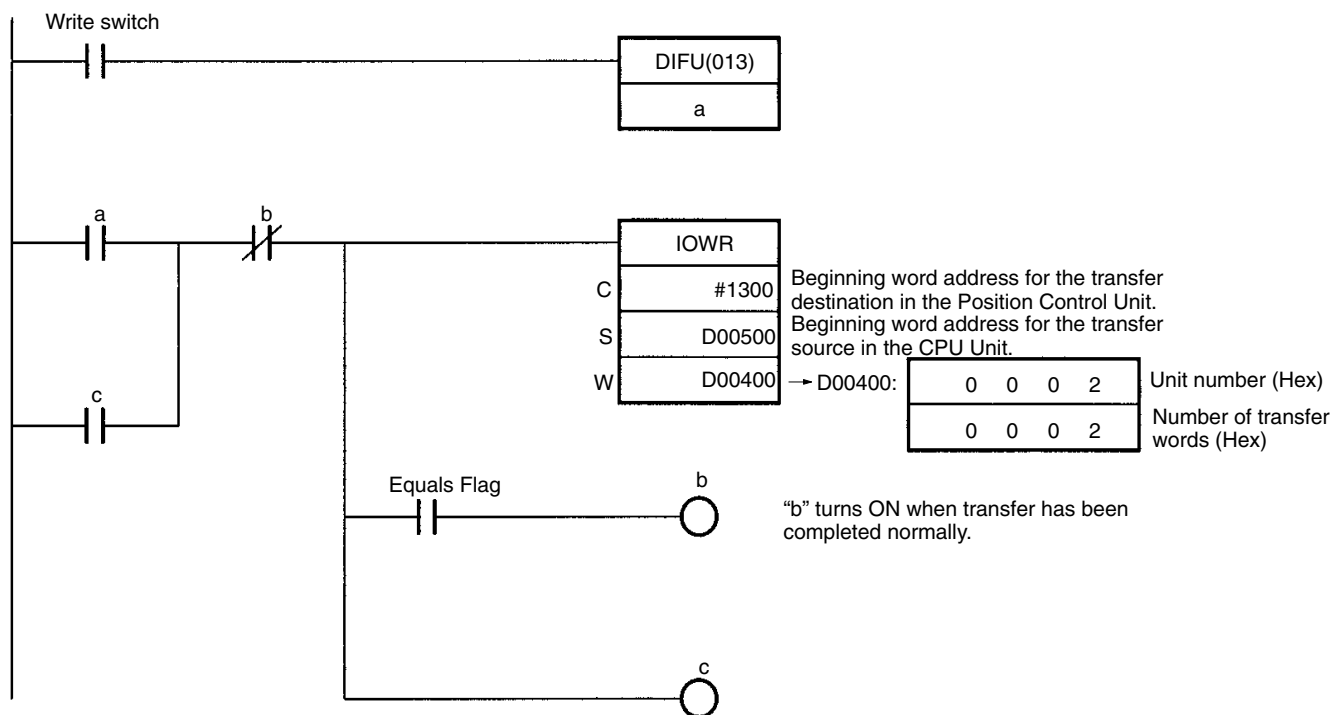 Write switch
DIFU(013)
a
a
b
IOWR
C
#1300
Beginning word address for the transfer
destination in the Position Control Unit.
S
D00500
Beginning word address for the transfer
source in the CPU Unit.
W
D00400
D00400:
0 0 0 2
Unit number (Hex)
0 0 0 2
Number of transfer
words (Hex)
c
Equals Flag
b
“b” turns ON when transfer has been
completed normally.
c